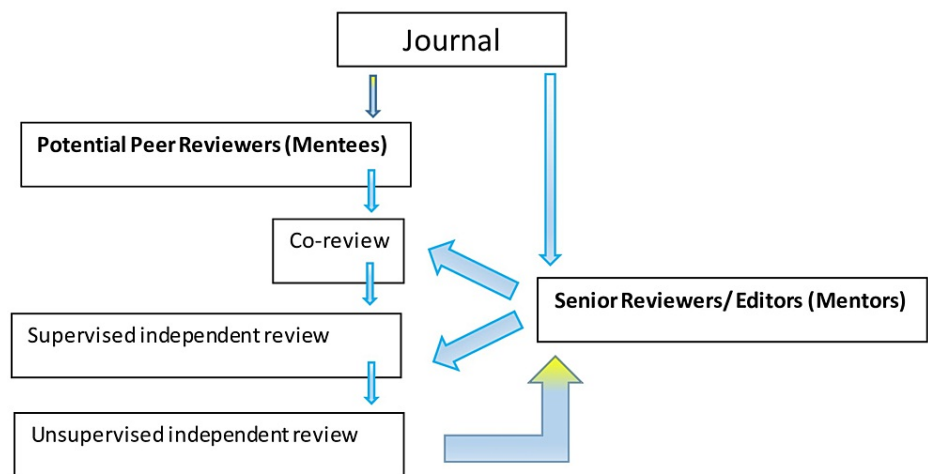 Journal
Potential Peer Reviewers (Mentees)
Co-review
Senior Reviewers/ Editors (Mentors)
Supervised independent review
Unsupervised independent review